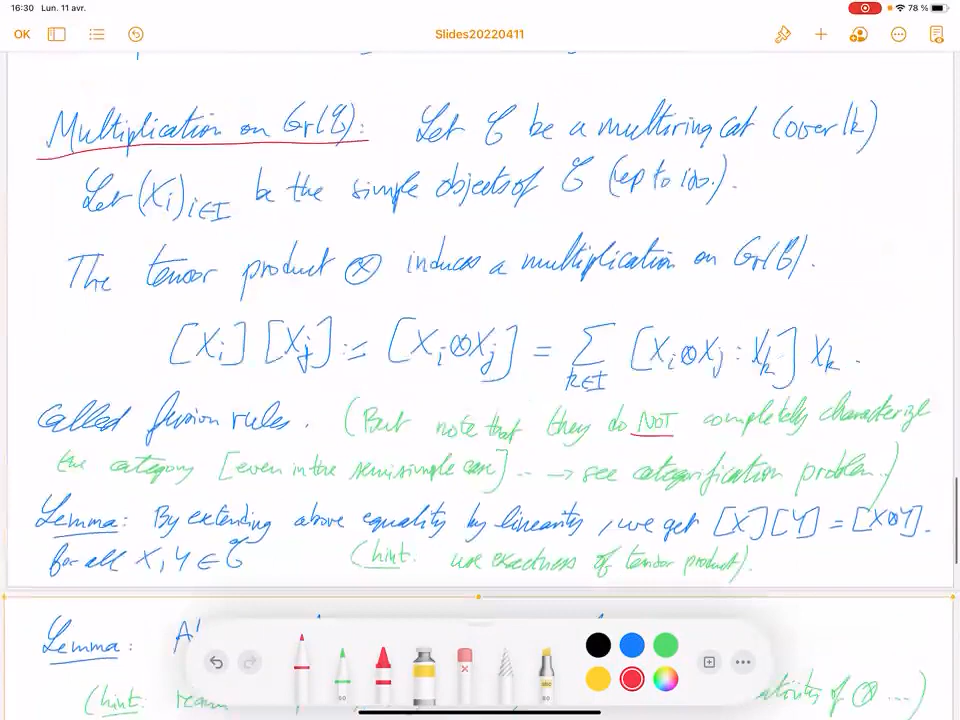 16:30 Lun. 11 avr. 78 %
OK Slides20220411
Multiplication on Gr(𝒞): Let 𝒞 be a multiring cat (over 𝕜)
Let (Xi)i∈I be the simple objects of 𝒞 (up to iso.).
The tensor product ⊗ induces a multiplication on Gr(𝒞).
[Xi] [Xj] := [Xi⊗Xj] = ∑k∈I [Xi⊗Xj : Xk] Xk.
Called fusion rules. (But note that they do NOT completely characterize
the category [even in the semisimple case] ... → see categorification problem.)
Lemma: By extending above equality by linearity, we get [X][Y] = [X⊗Y].
for all X, Y ∈ 𝒞 (hint: use exactness of tensor product).
Lemma:
(hint: of ⊗ ....)